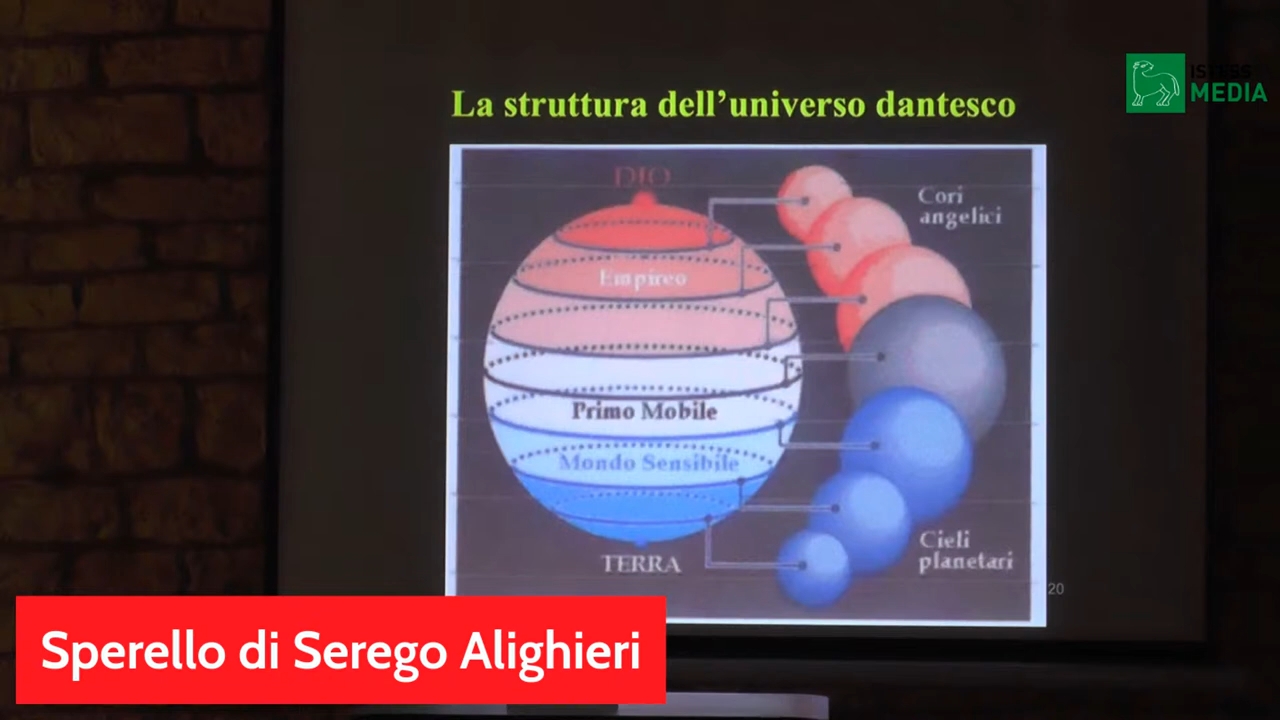 La struttura dell'universo dantesco
ISTESS
MEDIA
DIO
Cori
angelici
Empireo
Primo Mobile
Mondo Sensibile
Cieli
planetari
TERRA
20
Sperello di Serego Alighieri